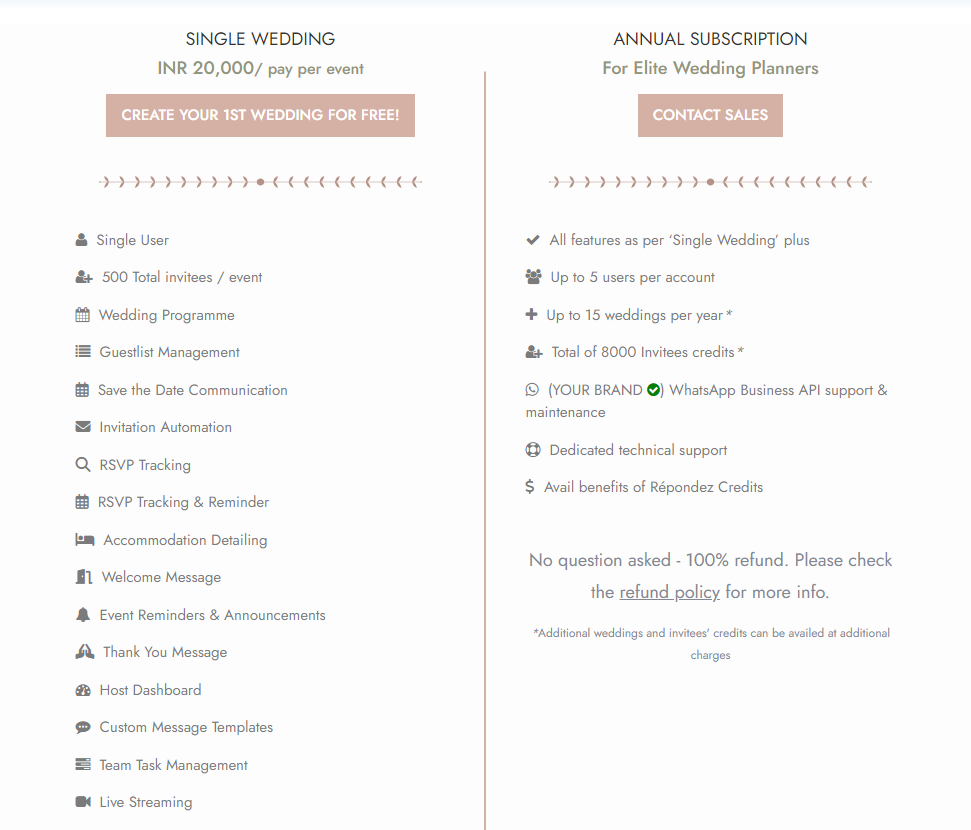 SINGLE WEDDING
INR 20,000/ pay per event
CREATE YOUR 1ST WEDDING FOR FREE!
Single User
500 Total invitees / event
Wedding Programme
Guestlist Management
Save the Date Communication
Invitation Automation
RSVP Tracking
RSVP Tracking & Reminder
Accommodation Detailing
Welcome Message
Event Reminders & Announcements
Thank You Message
Host Dashboard
Custom Message Templates
Team Task Management
Live Streaming
ANNUAL SUBSCRIPTION
For Elite Wedding Planners
CONTACT SALES
All features as per ‘Single Wedding’ plus
Up to 5 users per account
Up to 15 weddings per year*
Total of 8000 Invitees credits*
(YOUR BRAND ) WhatsApp Business API support &
maintenance
Dedicated technical support
Avail benefits of Répondez Credits
No question asked - 100% refund. Please check
the refund policy for more info.
*Additional weddings and invitees' credits can be availed at additional
charges